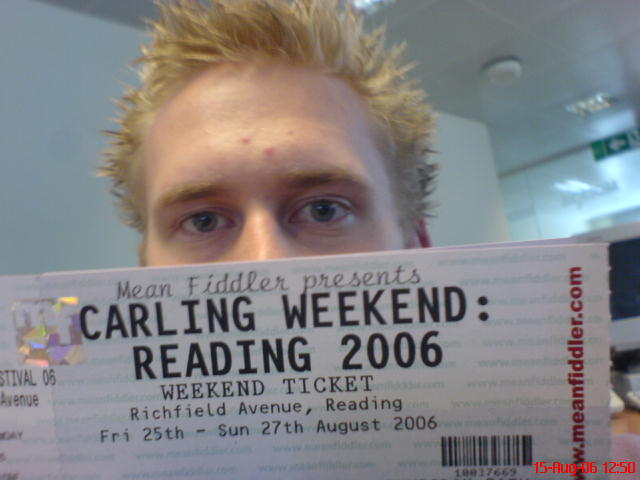 Mean Fiddler presents
CARLING WEEKEND:
READING 2006
WEEKEND TICKET
Richfield Avenue, Reading
Fri 25th - Sun 27th August 2006
STIVAL 06
Avenue
www.meanfiddler.com
10037669
15-Aug-06 12:50